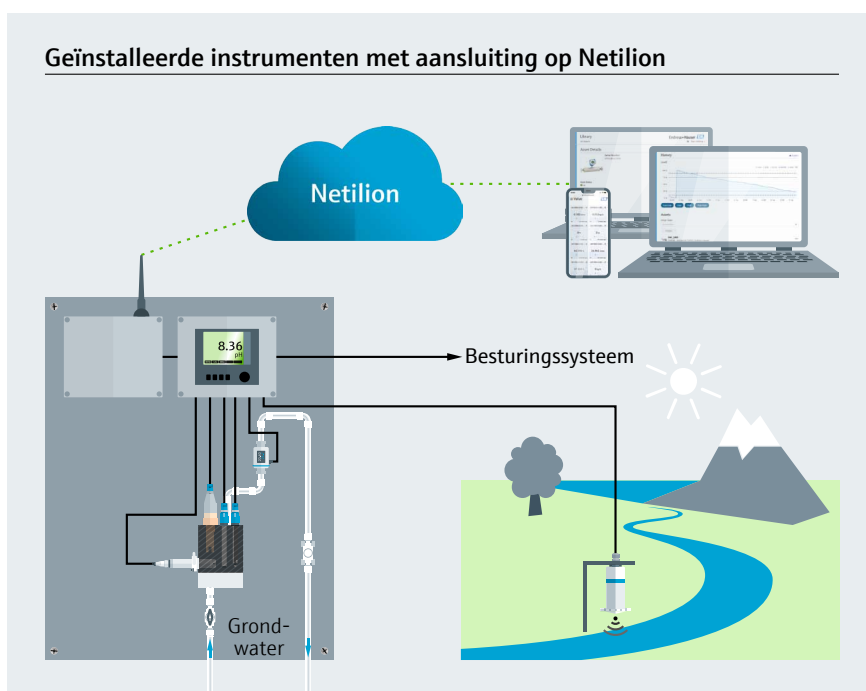 Geïnstalleerde instrumenten met aansluiting op Netilion
Netilion
8.36
pH
Besturingssysteem
Grond-
water